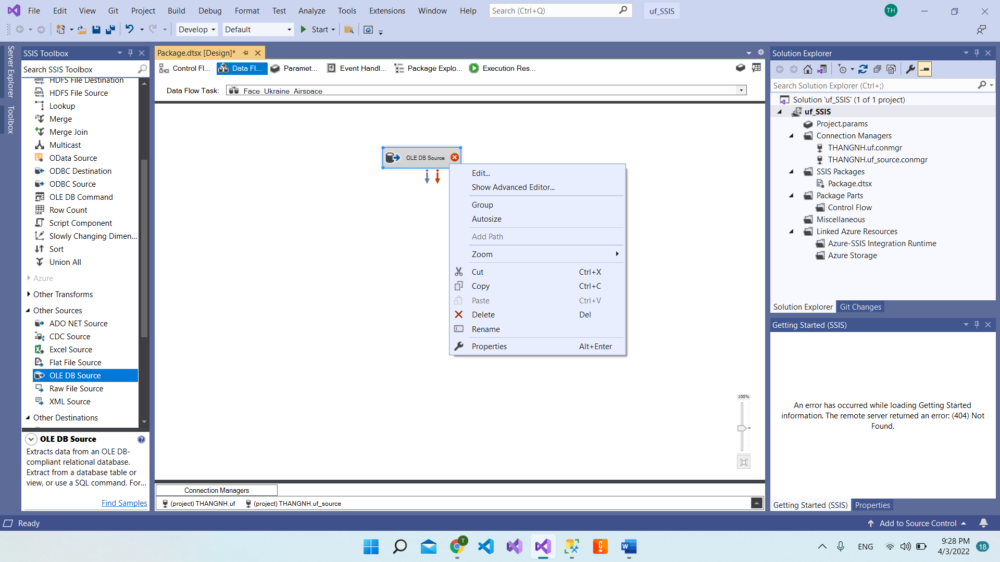 File Edit View Git Project Build Debug Format Test Analyze Tools Extensions Window Help Search (Ctrl+Q) uf_SSIS TH
Develop Default Start
Server Explorer
Toolbox
SSIS Toolbox
Search SSIS Toolbox
HDFS File Destination
HDFS File Source
Lookup
Merge
Merge Join
Multicast
OData Source
ODBC Destination
ODBC Source
OLE DB Command
Row Count
Script Component
Slowly Changing Dimen...
Sort
Union All
Azure
Other Transforms
Other Sources
ADO NET Source
CDC Source
Excel Source
Flat File Source
OLE DB Source
Raw File Source
XML Source
Other Destinations
OLE DB Source
Extracts data from an OLE DB-
compliant relational database.
Extract from a database table or
view, or use a SQL command. For...
Find Samples
Package.dtsx [Design]*
Control Fl... Data Fl... Paramet... Event Handl... Package Explo... Execution Res...
Data Flow Task: Face_Ukraine_Airspace
OLE DB Source
Edit...
Show Advanced Editor...
Group
Autosize
Add Path
Zoom
Cut Ctrl+X
Copy Ctrl+C
Paste Ctrl+V
Delete Del
Rename
Properties Alt+Enter
100%
Connection Managers
(project) THANGNH.uf (project) THANGNH.uf_source
Solution Explorer
Search Solution Explorer (Ctrl+;)
Solution 'uf_SSIS' (1 of 1 project)
uf_SSIS
Project.params
Connection Managers
THANGNH.uf.conmgr
THANGNH.uf_source.conmgr
SSIS Packages
Package.dtsx
Package Parts
Control Flow
Miscellaneous
Linked Azure Resources
Azure-SSIS Integration Runtime
Azure Storage
Solution Explorer Git Changes
Getting Started (SSIS)
An error has occurred while loading Getting Started
information. The remote server returned an error: (404) Not
Found.
Getting Started (SSIS) Properties
Ready Add to Source Control
T
ENG 9:28 PM
4/3/2022 18